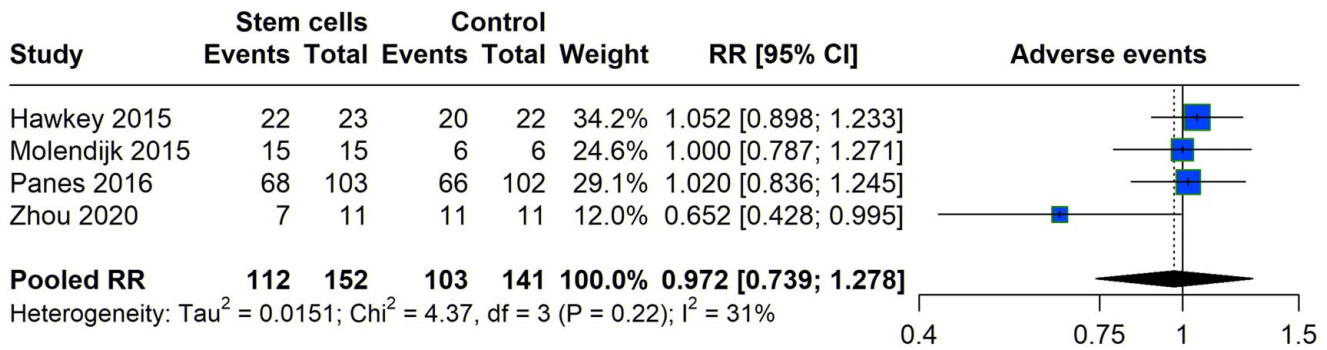 Stem cells Control
Study Events Total Events Total Weight RR [95% CI] Adverse events
Hawkey 2015 22 23 20 22 34.2% 1.052 [0.898; 1.233]
Molendijk 2015 15 15 6 6 24.6% 1.000 [0.787; 1.271]
Panes 2016 68 103 66 102 29.1% 1.020 [0.836; 1.245]
Zhou 2020 7 11 11 11 12.0% 0.652 [0.428; 0.995]
Pooled RR 112 152 103 141 100.0% 0.972 [0.739; 1.278]
Heterogeneity: Tau² = 0.0151; Chi² = 4.37, df = 3 (P = 0.22); I² = 31%
0.4 0.75 1 1.5